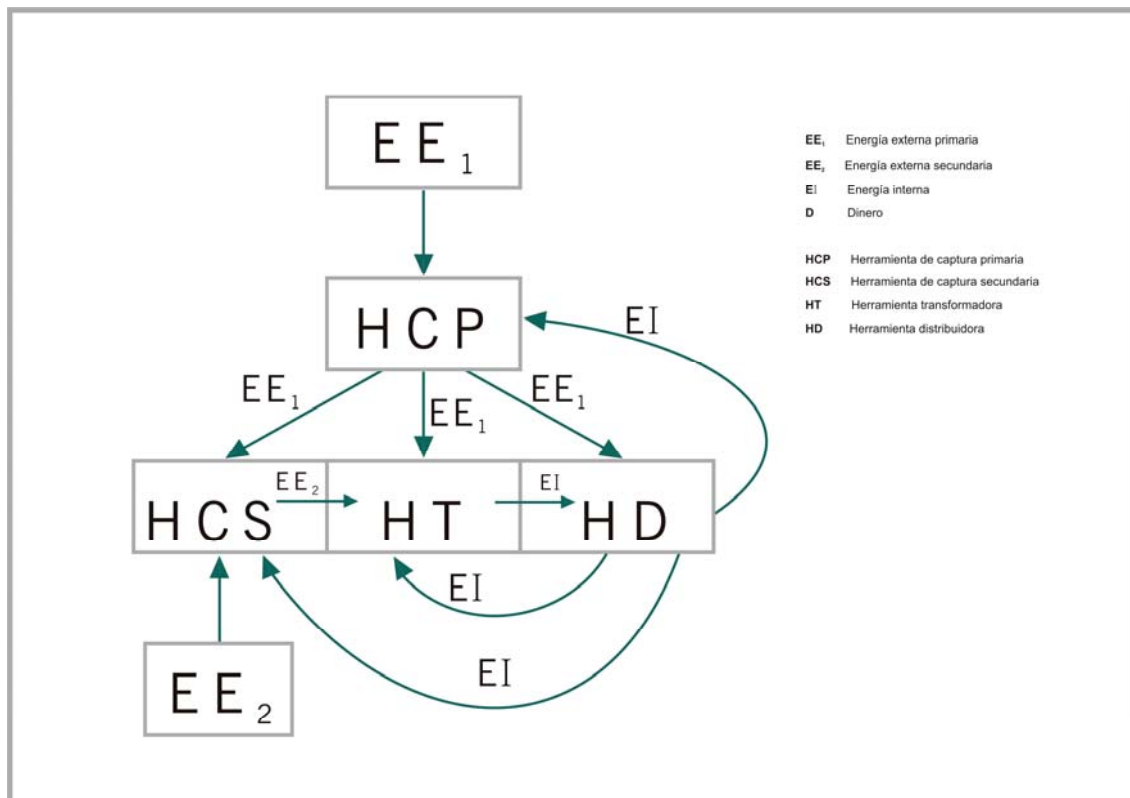 EE₁
HCP
EI
EE₁
EE₁
EE₁
EE₂
EI
HCS
HT
HD
EI
EI
EE₂
EE₁ Energía externa primaria
EE₂ Energía externa secundaria
EI Energía interna
D Dinero
HCP Herramienta de captura primaria
HCS Herramienta de captura secundaria
HT Herramienta transformadora
HD Herramienta distribuidora